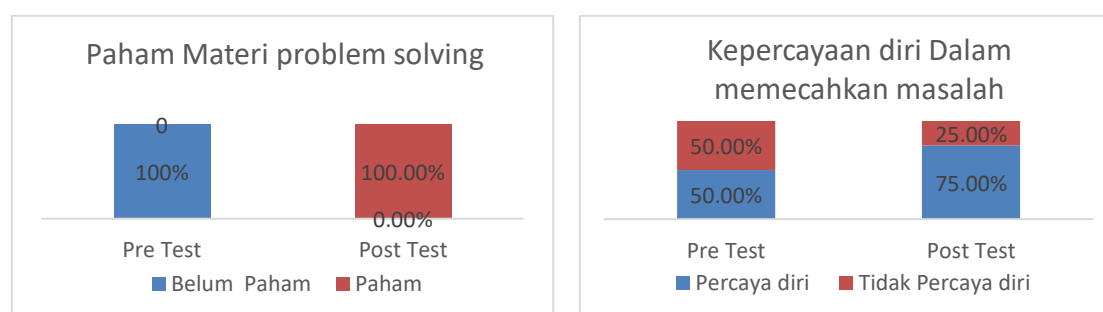 Paham Materi problem solving
0
100%
100.00%
0.00%
Pre Test
Post Test
Belum Paham
Paham
Kepercayaan diri Dalam
memecahkan masalah
50.00%
25.00%
50.00%
75.00%
Pre Test
Post Test
Percaya diri
Tidak Percaya diri